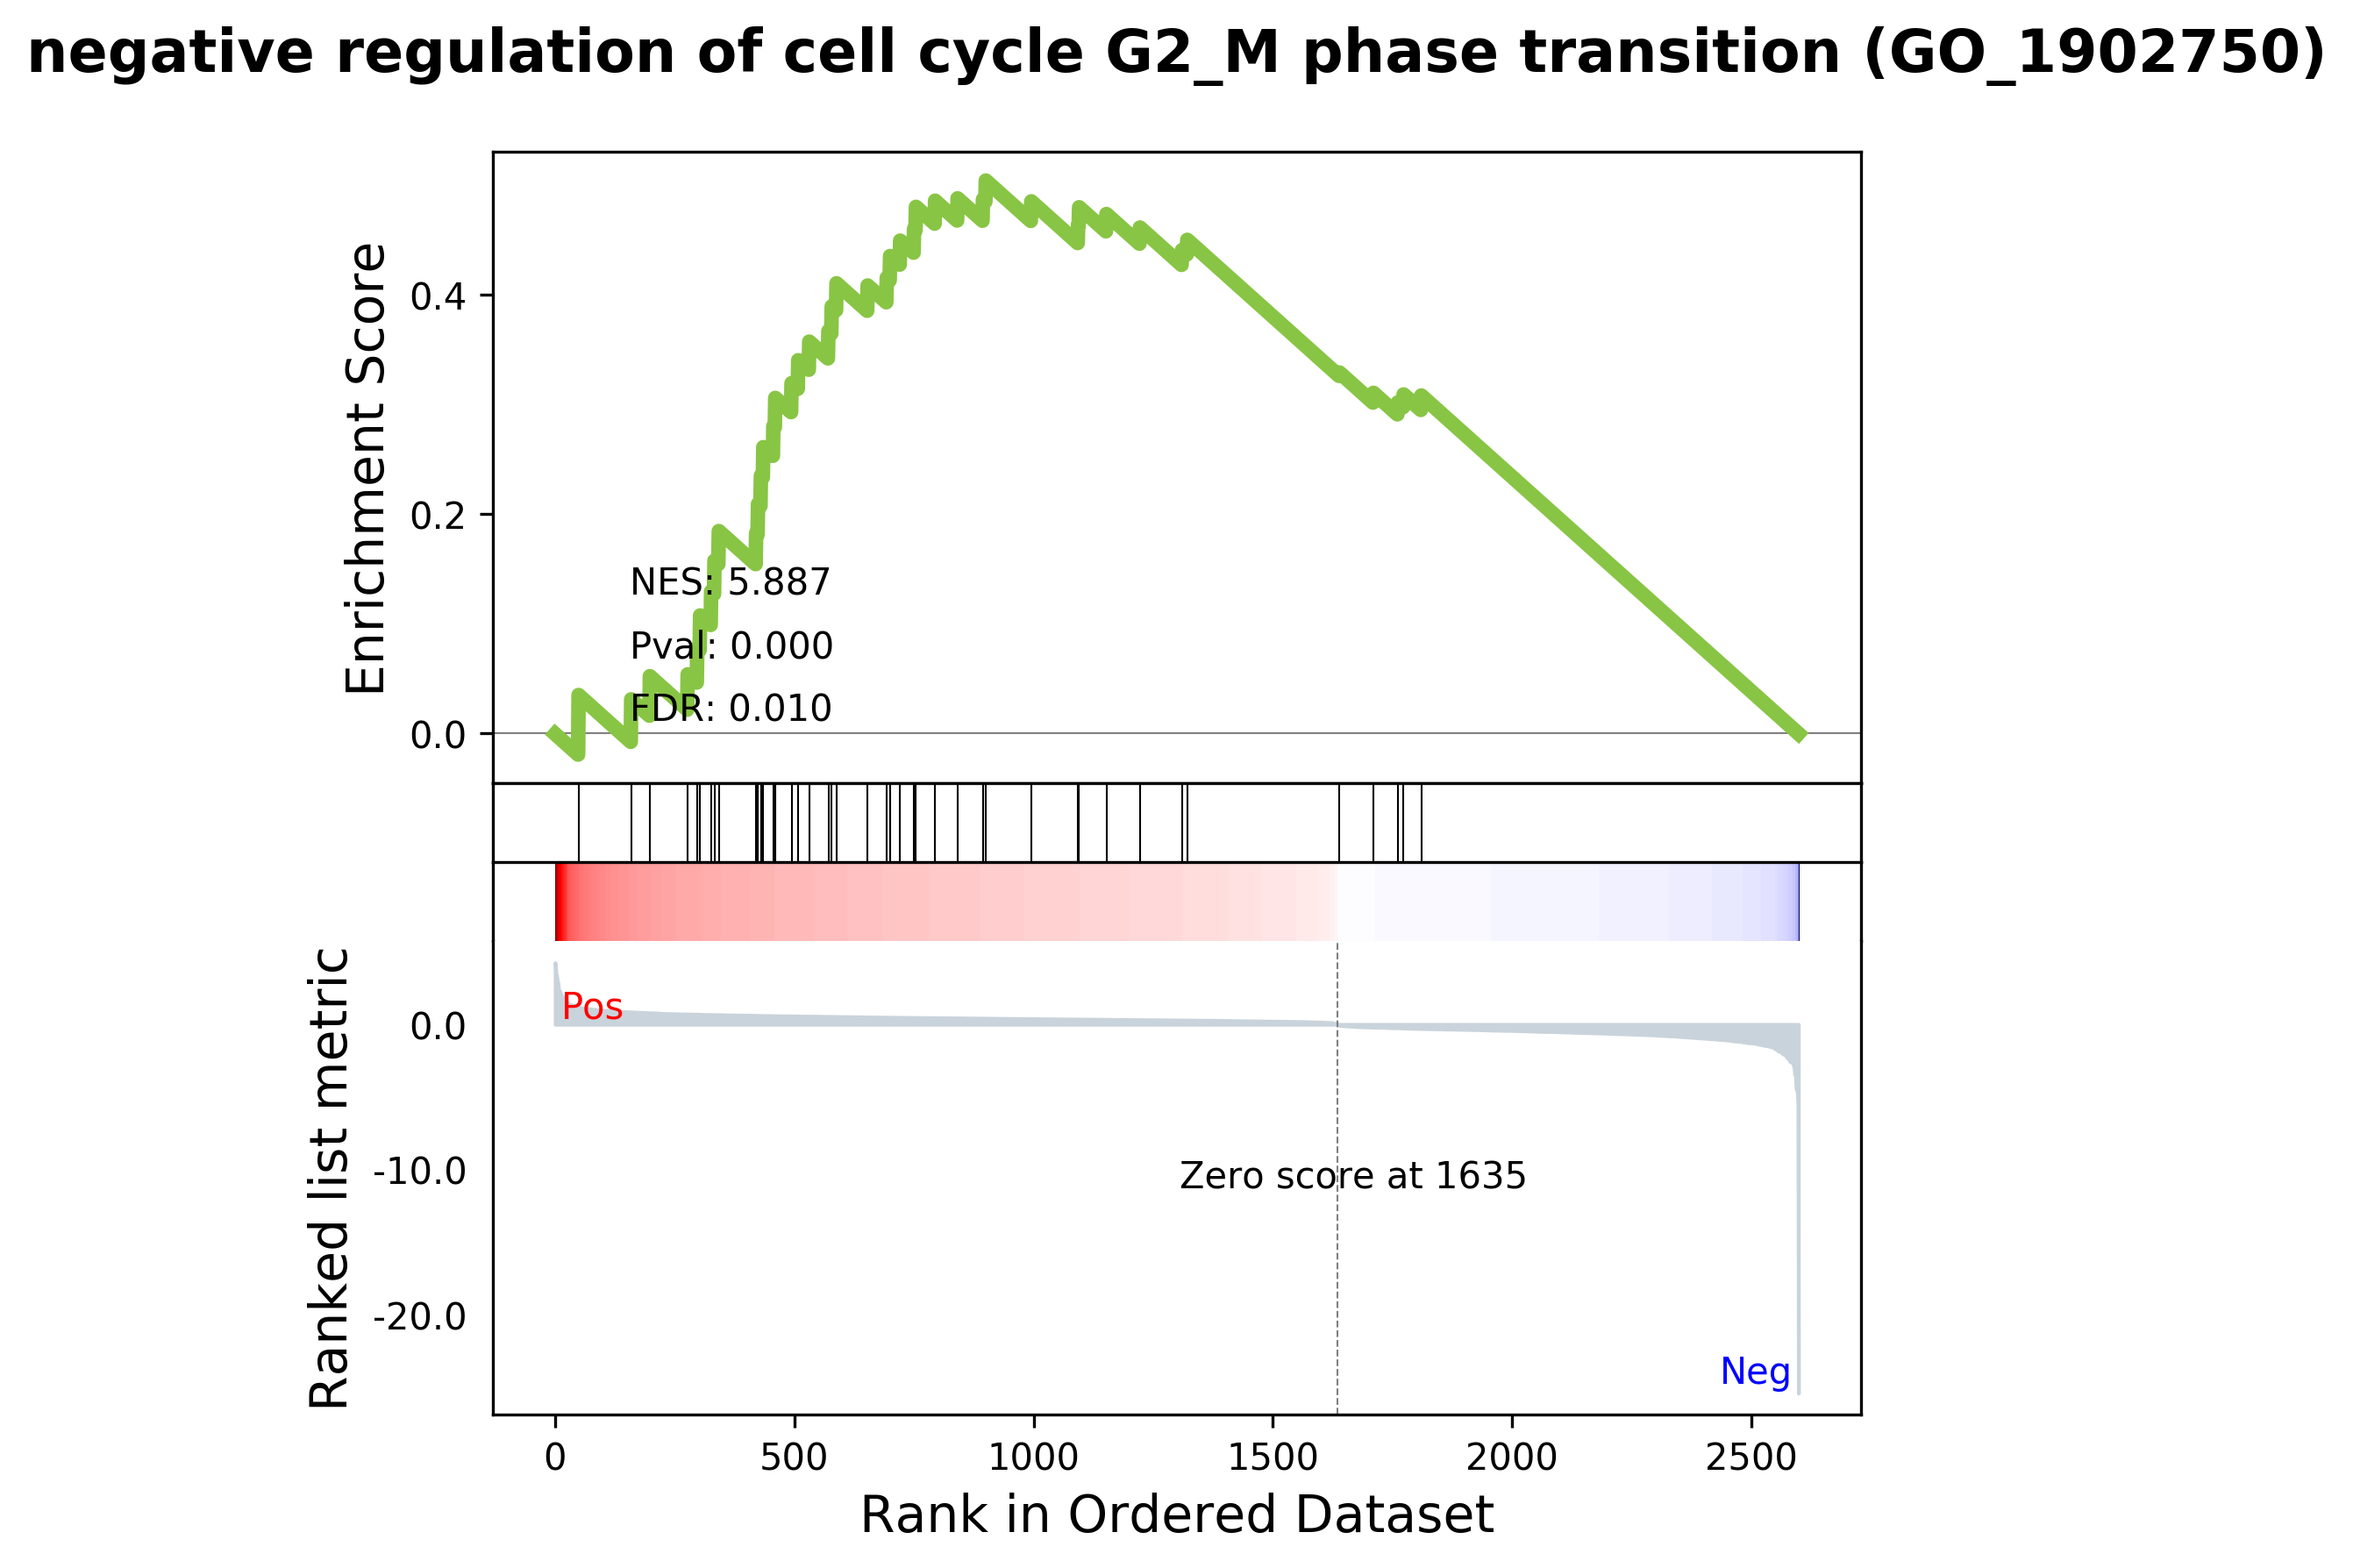 negative regulation of cell cycle G2_M phase transition (GO_1902750)
Enrichment Score
0.4
0.2
0.0
NES: 5.887
Pval: 0.000
FDR: 0.010
Ranked list metric
0.0
-10.0
-20.0
Pos
Zero score at 1635
Neg
0 500 1000 1500 2000 2500
Rank in Ordered Dataset